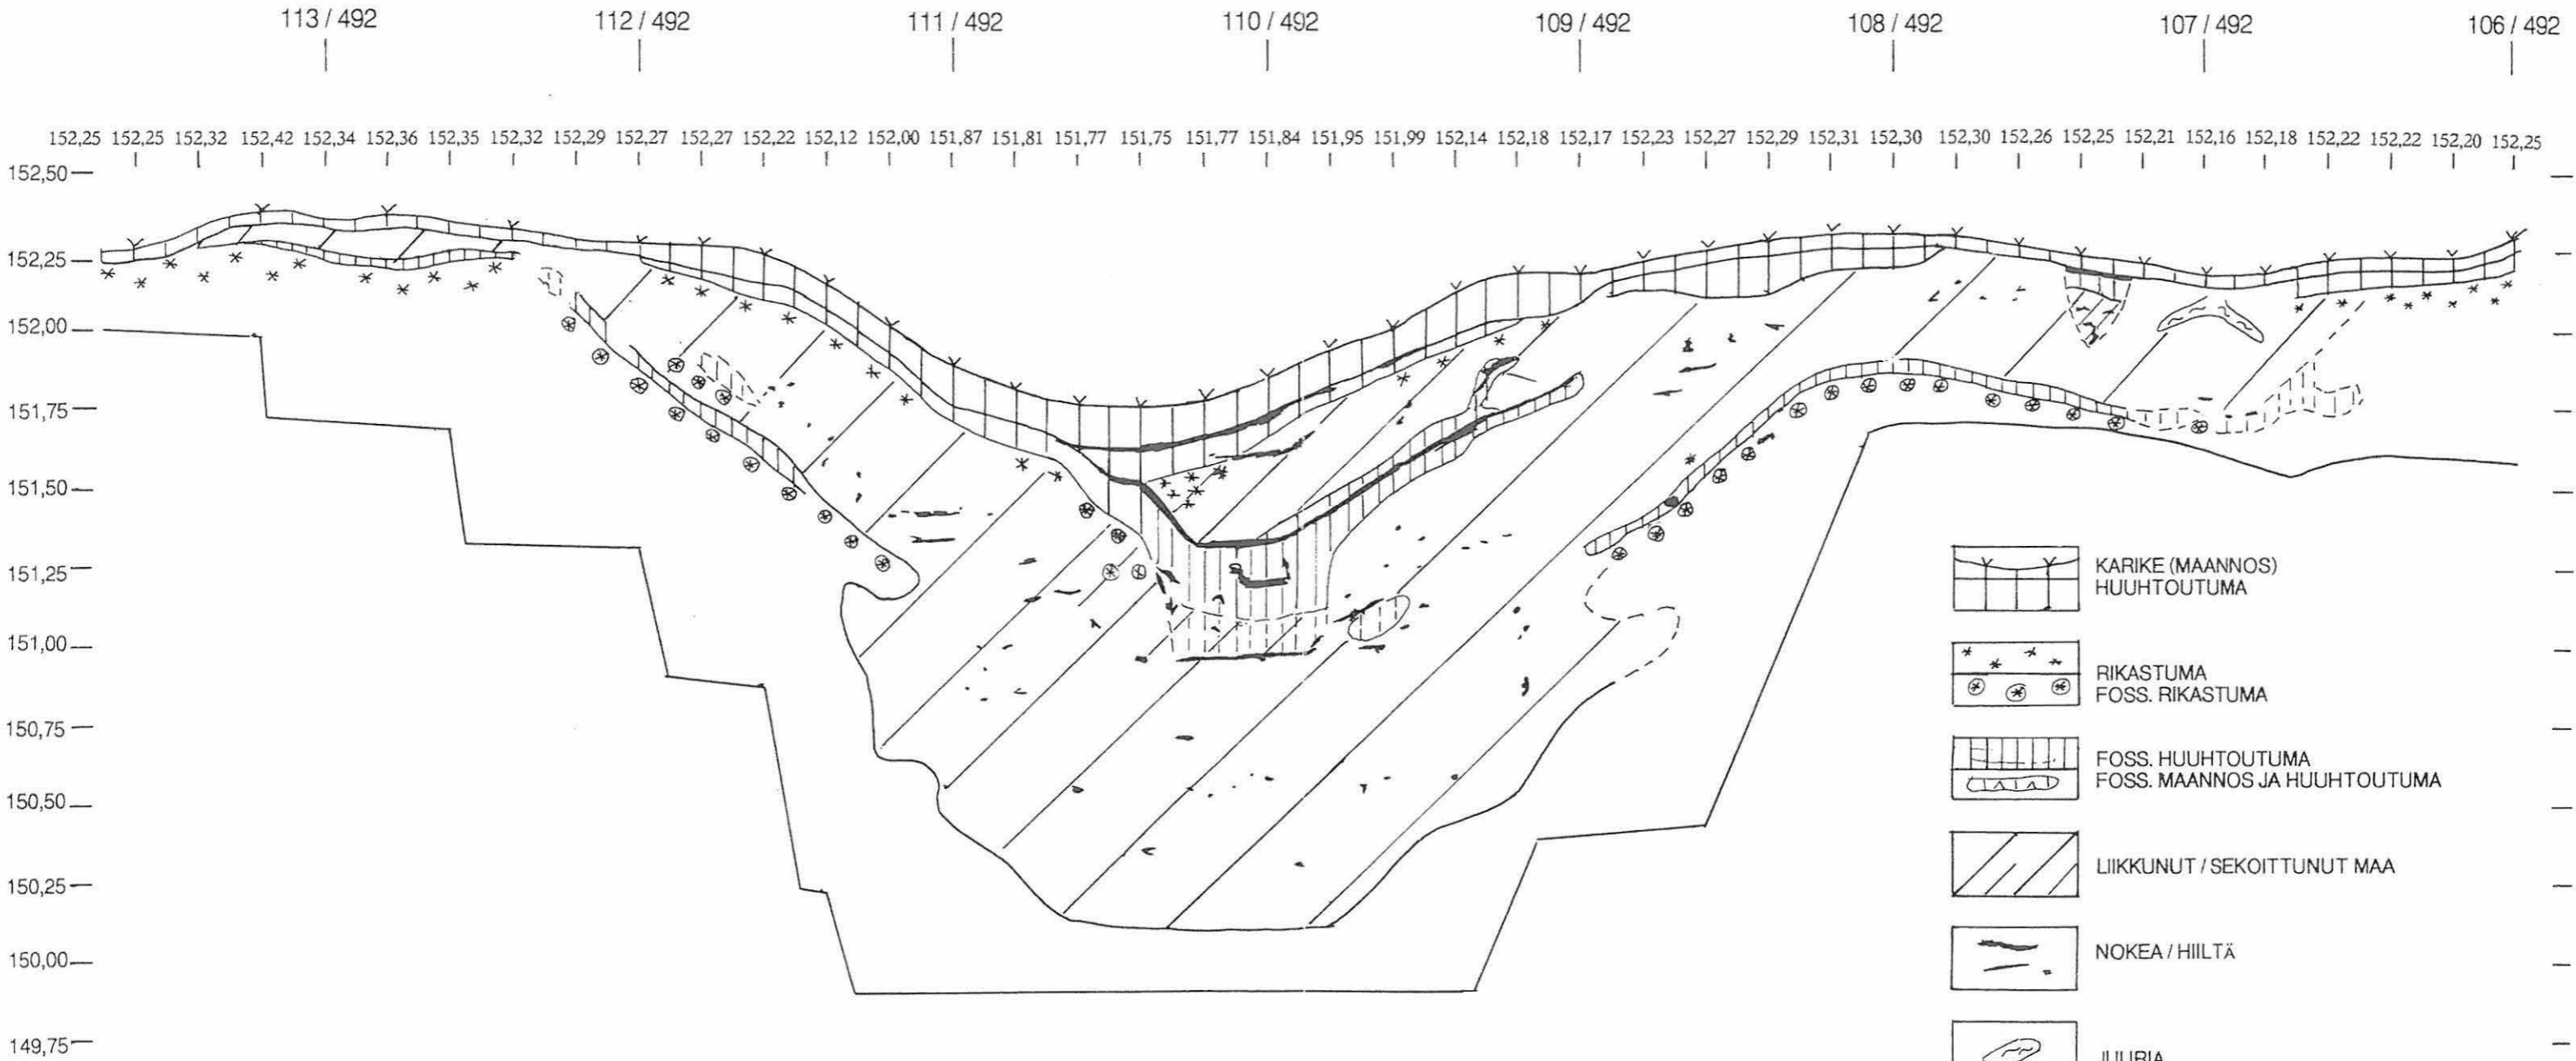 113 / 492 112 / 492 111 / 492 110 / 492 109 / 492 108 / 492 107 / 492 106 / 492
152,25 152,25 152,32 152,42 152,34 152,36 152,35 152,32 152,29 152,27 152,27 152,22 152,12 152,00 151,87 151,81 151,77 151,75 151,77 151,84 151,95 151,99 152,14 152,18 152,17 152,23 152,27 152,29 152,31 152,30 152,30 152,26 152,25 152,21 152,16 152,18 152,22 152,22 152,20 152,25
152,50
152,25
152,00
151,75
151,50
151,25
151,00
150,75
150,50
150,25
150,00
149,75
KARIKE (MAANNOS)
HUUHTOUTUMA
RIKASTUMA
FOSS. RIKASTUMA
FOSS. HUUHTOUTUMA
FOSS. MAANNOS JA HUUHTOUTUMA
LIIKKUNUT / SEKOITTUNUT MAA
NOKEA / HIILTÄ
JUURIA